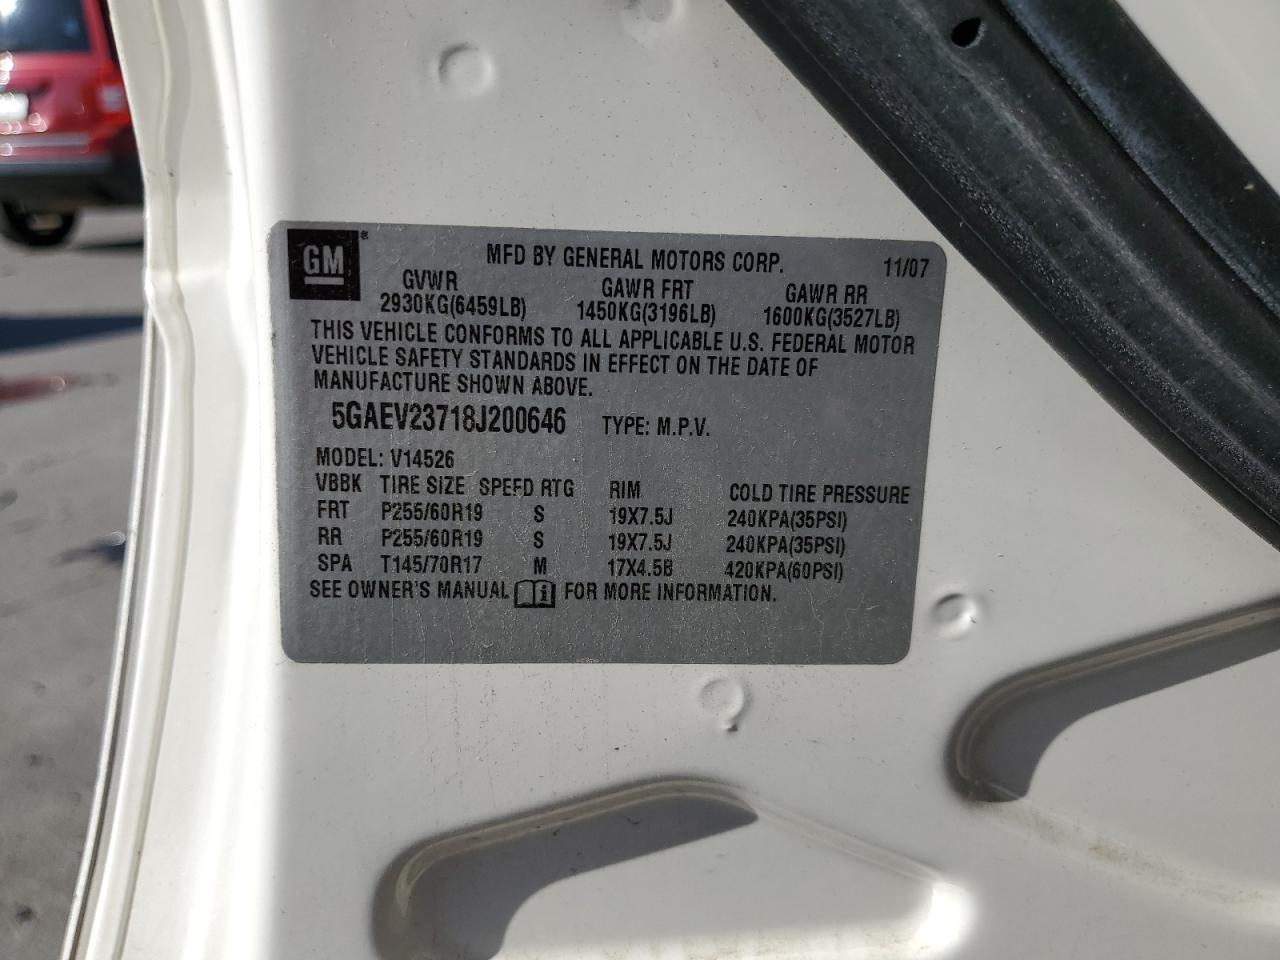 GM ® MFD BY GENERAL MOTORS CORP. 11/07
GVWR GAWR FRT GAWR RR
2930KG(6459LB) 1450KG(3196LB) 1600KG(3527LB)
THIS VEHICLE CONFORMS TO ALL APPLICABLE U.S. FEDERAL MOTOR
VEHICLE SAFETY STANDARDS IN EFFECT ON THE DATE OF
MANUFACTURE SHOWN ABOVE.
5GAEV23718J200646 TYPE: M.P.V.
MODEL: V14526
VBBK TIRE SIZE SPEED RTG RIM COLD TIRE PRESSURE
FRT P255/60R19 S 19X7.5J 240KPA(35PSI)
RR P255/60R19 S 19X7.5J 240KPA(35PSI)
SPA T145/70R17 M 17X4.5B 420KPA(60PSI)
SEE OWNER'S MANUAL i FOR MORE INFORMATION.